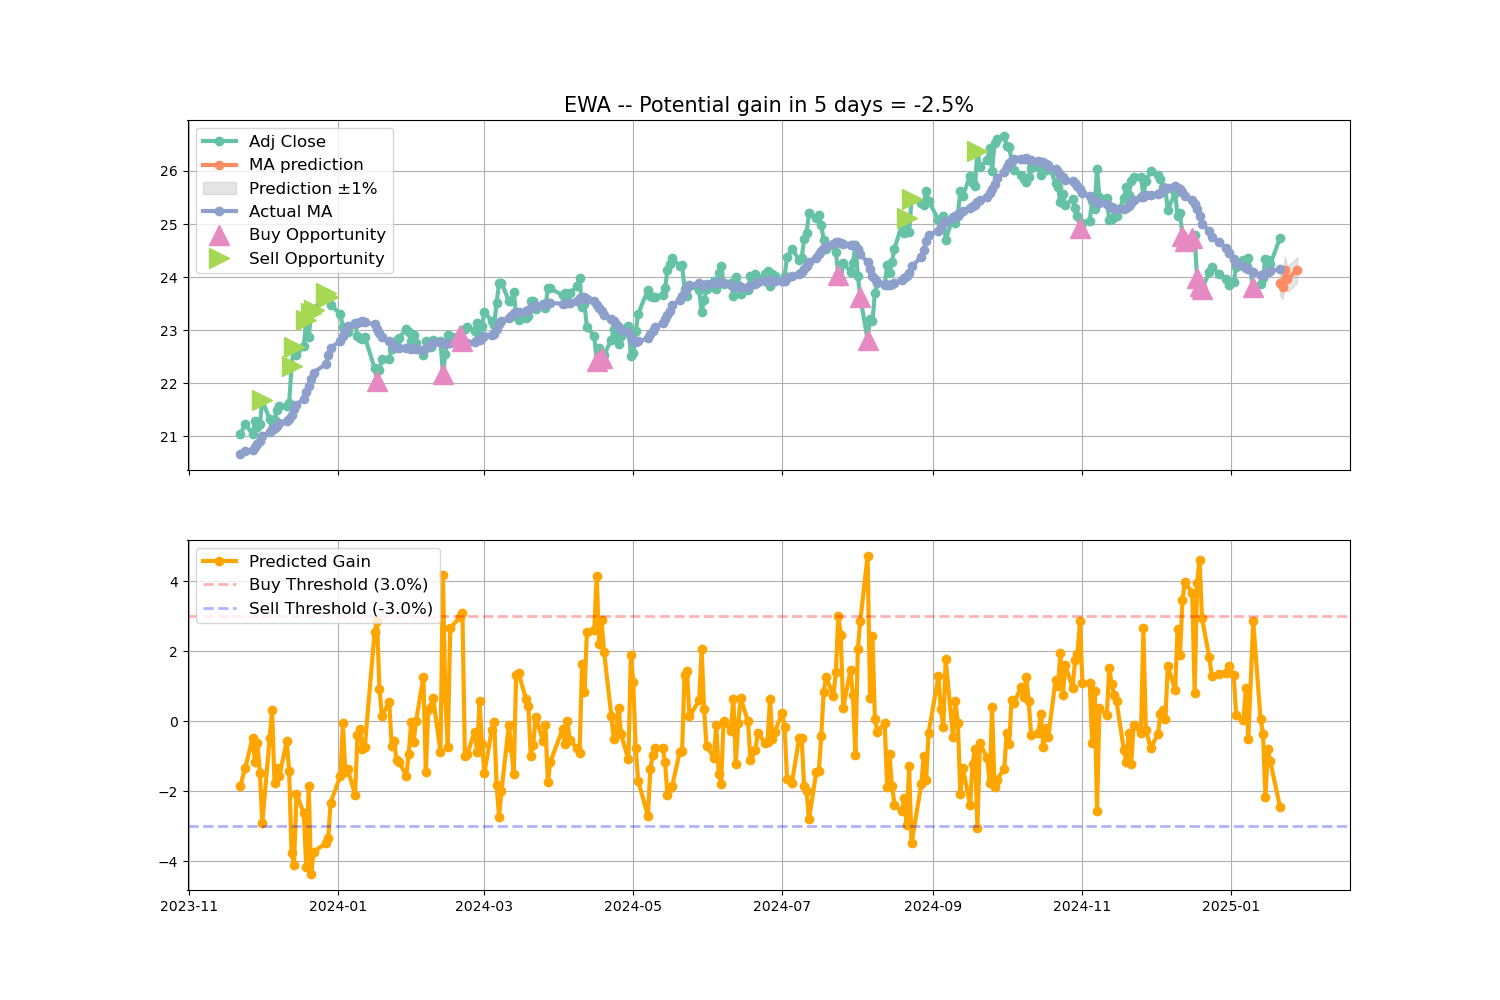 EWA -- Potential gain in 5 days = -2.5%
Adj Close
MA prediction
Prediction ±1%
Actual MA
Buy Opportunity
Sell Opportunity
26
25
24
23
22
21
Predicted Gain
Buy Threshold (3.0%)
Sell Threshold (-3.0%)
4
2
0
−2
−4
2023-11 2024-01 2024-03 2024-05 2024-07 2024-09 2024-11 2025-01